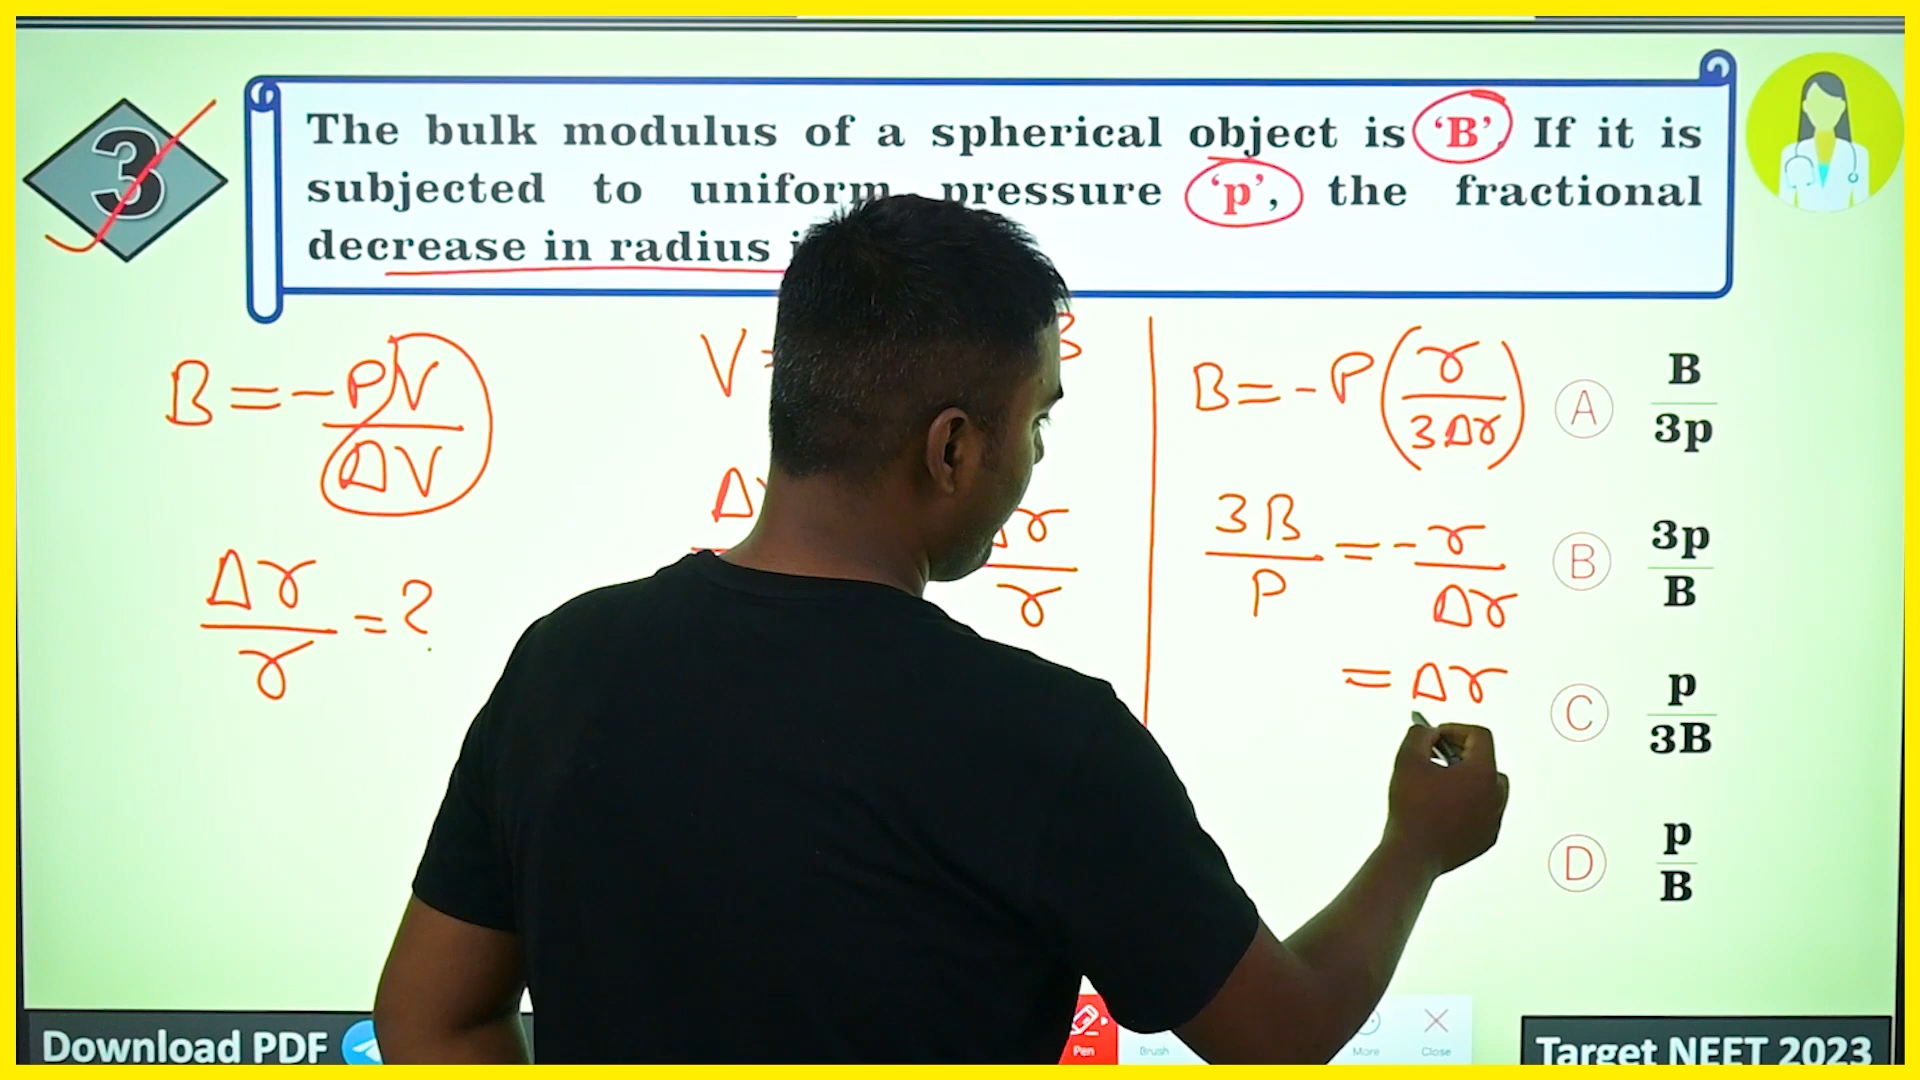 3
The bulk modulus of a spherical object is ‘B’. If it is
subjected to uniform pressure ‘p’, the fractional
decrease in radius
B = -PV/ΔV
Δr/r = ?
V =
Δr/r
B = -P(r/3Δr)
3B/P = -r/Δr
= Δr
A B/3p
B 3p/B
C p/3B
D p/B
Download PDF
Pen
Brush
More
Close
Target NEET 2023